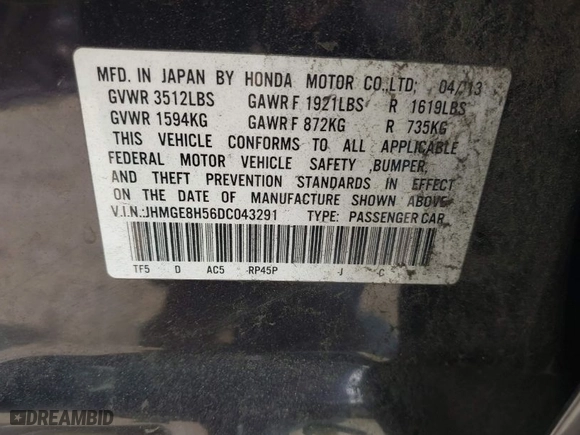 MFD. IN JAPAN BY HONDA MOTOR CO.,LTD; 04/13
GVWR 3512LBS GAWR F 1921LBS R 1619LBS
GVWR 1594KG GAWR F 872KG R 735KG
THIS VEHICLE CONFORMS TO ALL APPLICABLE
FEDERAL MOTOR VEHICLE SAFETY ,BUMPER,
AND THEFT PREVENTION STANDARDS IN EFFECT
ON THE DATE OF MANUFACTURE SHOWN ABOVE.
V.I.N.:JHMGE8H56DC043291 TYPE: PASSENGER CAR
TF5 D AC5 RP45P J C
DREAMBID